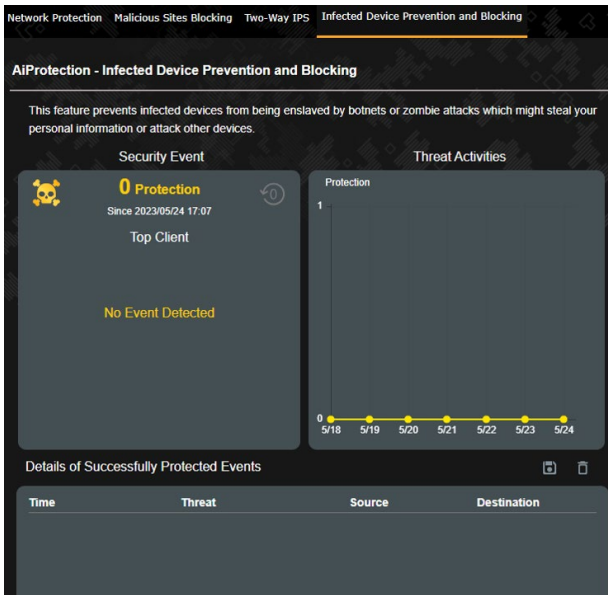 Network Protection Malicious Sites Blocking Two-Way IPS Infected Device Prevention and Blocking
AiProtection - Infected Device Prevention and Blocking
This feature prevents infected devices from being enslaved by botnets or zombie attacks which might steal your
personal information or attack other devices.
Security Event
0 Protection
0
Since 2023/05/24 17:07
Top Client
No Event Detected
Threat Activities
Protection
1
0
5/18 5/19 5/20 5/21 5/22 5/23 5/24
Details of Successfully Protected Events
Time Threat Source Destination